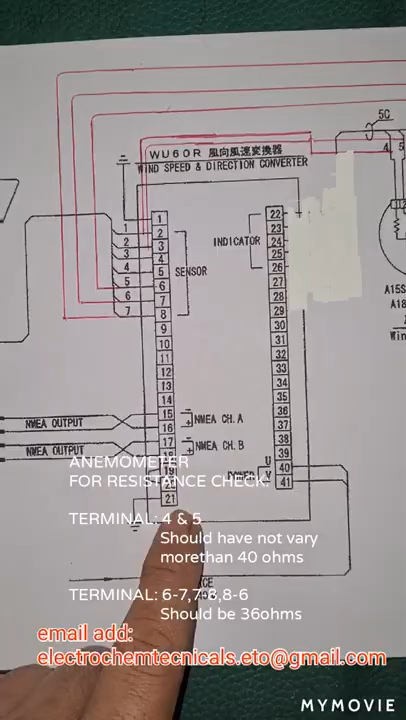 5C
4 5
WU60R 風向風速変換器
WIND SPEED & DIRECTION CONVERTER
1
2
3
4
5
6
7
1
2
3
4
5
6
7
8
9
10
11
12
13
14
15
16
17
18
19
20
21
SENSOR
NMEA OUTPUT
NMEA OUTPUT
- NMEA CH.A
+
- NMEA CH.B
+
INDICATOR
22
23
24
25
26
27
28
29
30
31
32
33
34
35
36
37
38
39
40
41
POWER
U
V
A15S
A18
Win
ANEMOMETER
FOR RESISTANCE CHECK.
TERMINAL: 4 & 5
Should have not vary
morethan 40 ohms
TERMINAL: 6-7,7-8,8-6
Should be 36ohms
email add:
electrochemtecnicals.eto@gmail.com
MYMOVIE